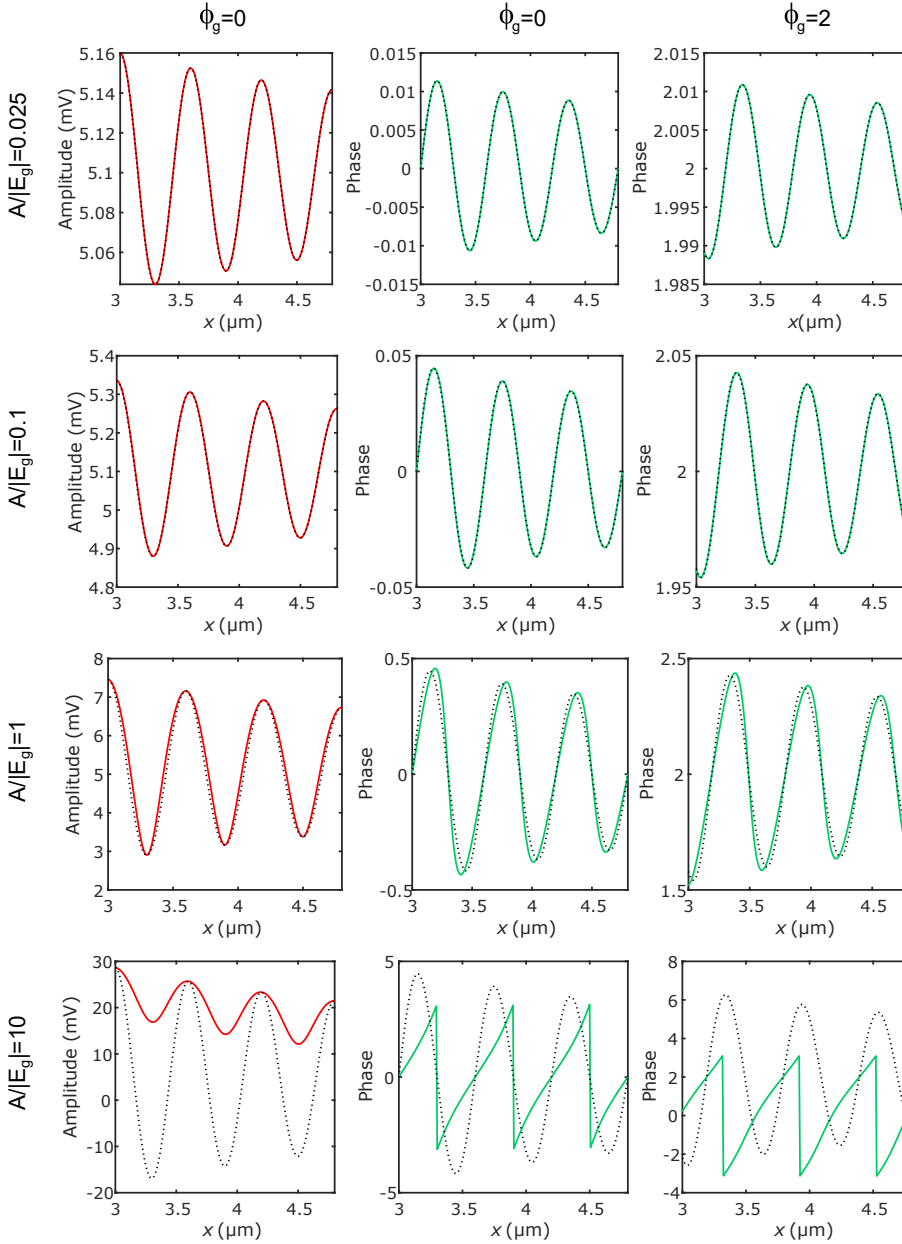 ϕg=0 ϕg=0 ϕg=2
A/|Eg|=0.025
5.16
5.14
5.12
5.1
5.08
5.06
Amplitude (mV)
3 3.5 4 4.5
x (µm)
0.015
0.01
0.005
0
-0.005
-0.01
-0.015
Phase
3 3.5 4 4.5
x (µm)
2.015
2.01
2.005
2
1.995
1.99
1.985
Phase
3 3.5 4 4.5
x(µm)
A/|Eg|=0.1
5.4
5.3
5.2
5.1
5
4.9
4.8
Amplitude (mV)
3 3.5 4 4.5
x (µm)
0.05
0
-0.05
Phase
3 3.5 4 4.5
x (µm)
2.05
2
1.95
Phase
3 3.5 4 4.5
x (µm)
A/|Eg|=1
8
7
6
5
4
3
2
Amplitude (mV)
3 3.5 4 4.5
x (µm)
0.5
0
-0.5
Phase
3 3.5 4 4.5
x (µm)
2.5
2
1.5
Phase
3 3.5 4 4.5
x (µm)
A/|Eg|=10
30
20
10
0
-10
-20
Amplitude (mV)
3 3.5 4 4.5
x (µm)
5
0
-5
Phase
3 3.5 4 4.5
x (µm)
8
6
4
2
0
-2
-4
Phase
3 3.5 4 4.5
x (µm)